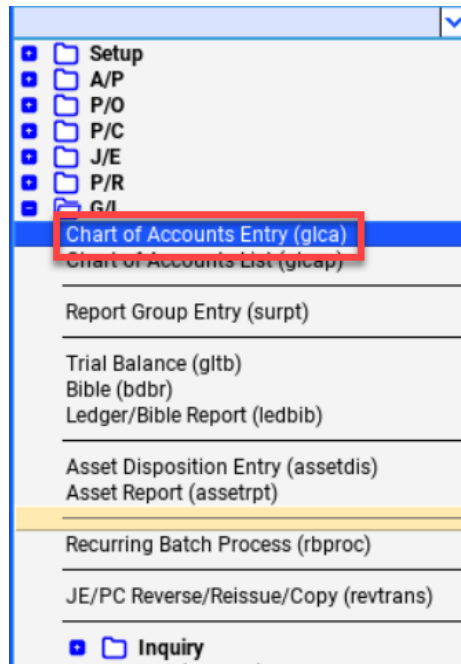 Setup
A/P
P/O
P/C
J/E
P/R
G/L
Chart of Accounts Entry (glca)
Chart of Accounts List (glcap)
Report Group Entry (surpt)
Trial Balance (gltb)
Bible (bdbr)
Ledger/Bible Report (ledbib)
Asset Disposition Entry (assetdis)
Asset Report (assetrpt)
Recurring Batch Process (rbproc)
JE/PC Reverse/Reissue/Copy (revtrans)
Inquiry